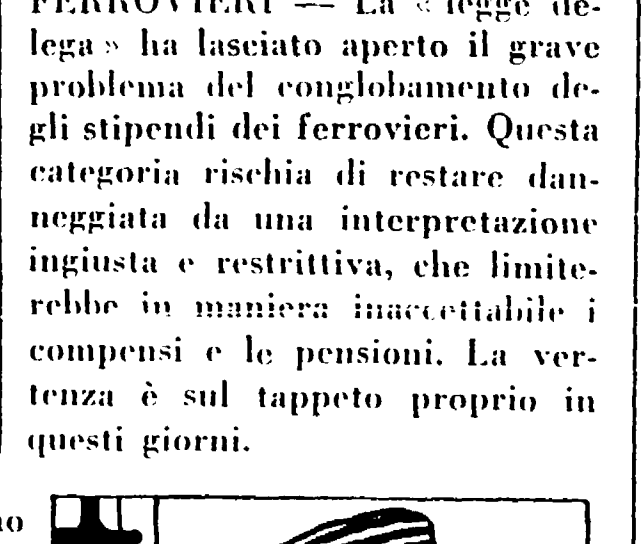 FERROVIERI — La « legge de-
lega » ha lasciato aperto il grave
problema del conglobamento de-
gli stipendi dei ferrovieri. Questa
categoria rischia di restare dan-
neggiata da una interpretazione
ingiusta e restrittiva, che limite-
rebbe in maniera inaccettabile i
compensi e le pensioni. La ver-
tenza è sul tappeto proprio in
questi giorni.